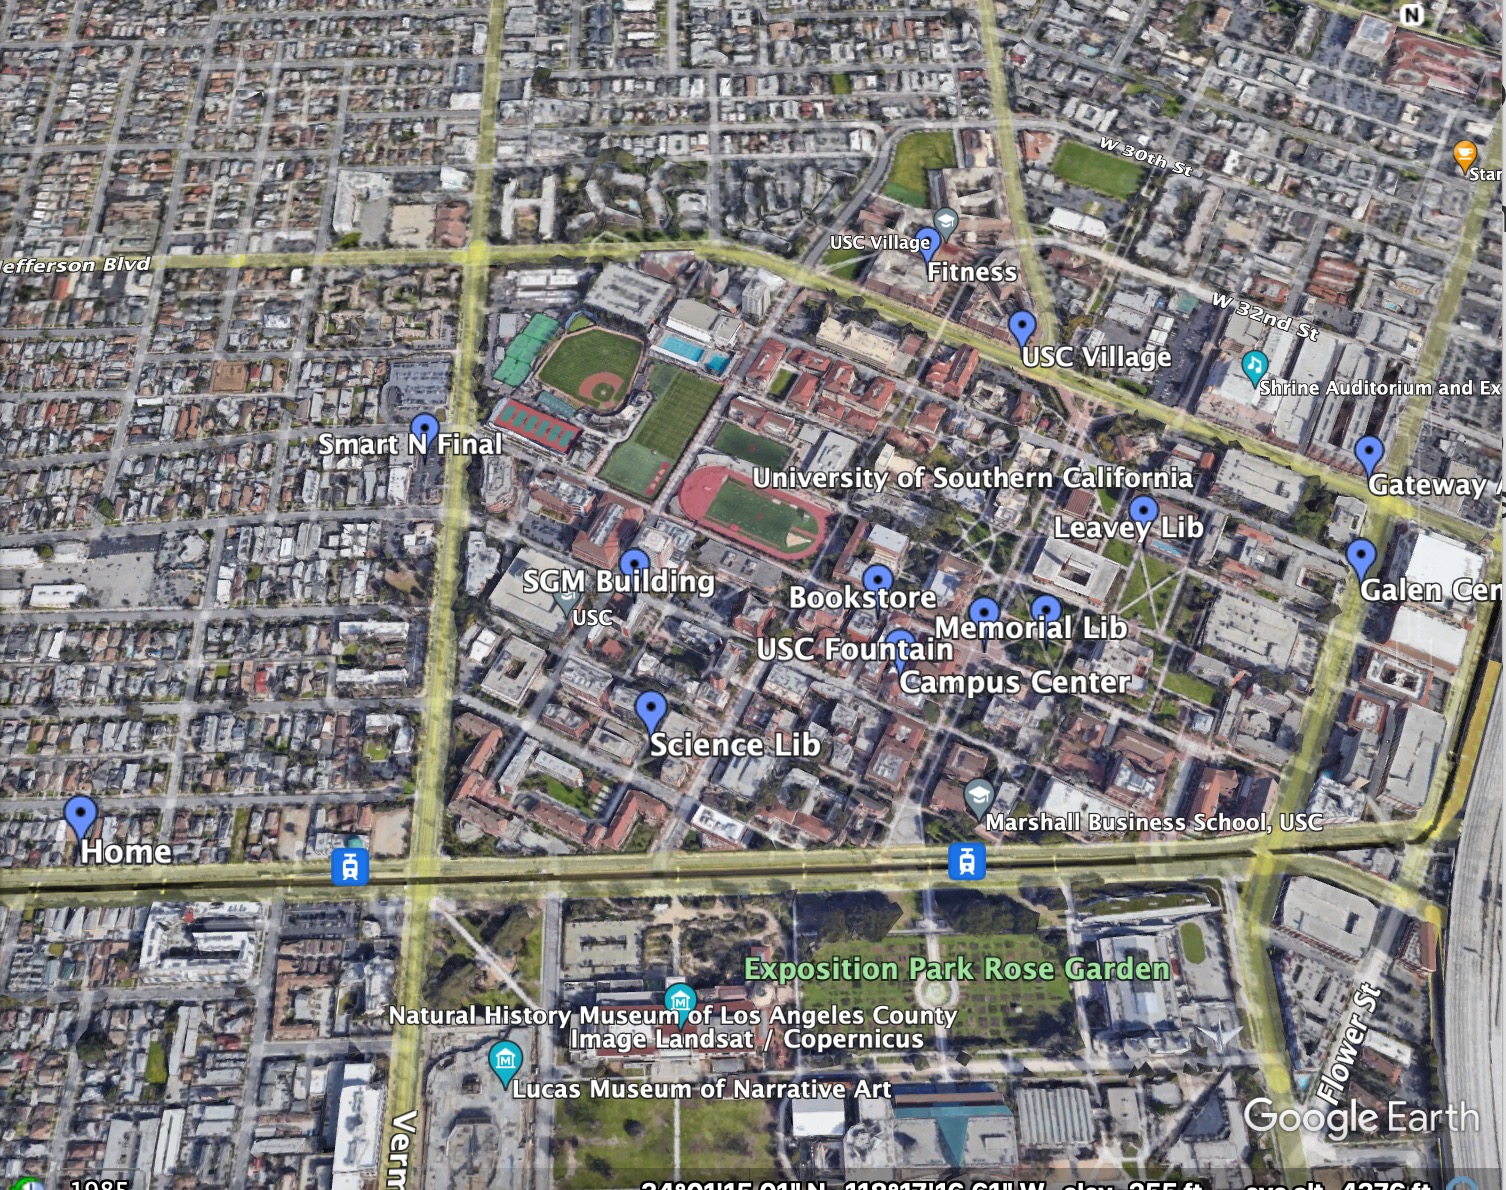 N
W 30th St
Star
USC Village
Fitness
Jefferson Blvd
W 32nd St
USC Village
Shrine Auditorium and Ex
Smart N Final
University of Southern California
Gateway A
Leavey Lib
SGM Building
Bookstore
Galen Cen
USC
Memorial Lib
USC Fountain
Campus Center
Science Lib
Marshall Business School, USC
Home
Exposition Park Rose Garden
Natural History Museum of Los Angeles County
Image Landsat / Copernicus
Flower St
Lucas Museum of Narrative Art
Google Earth
Verm
1985